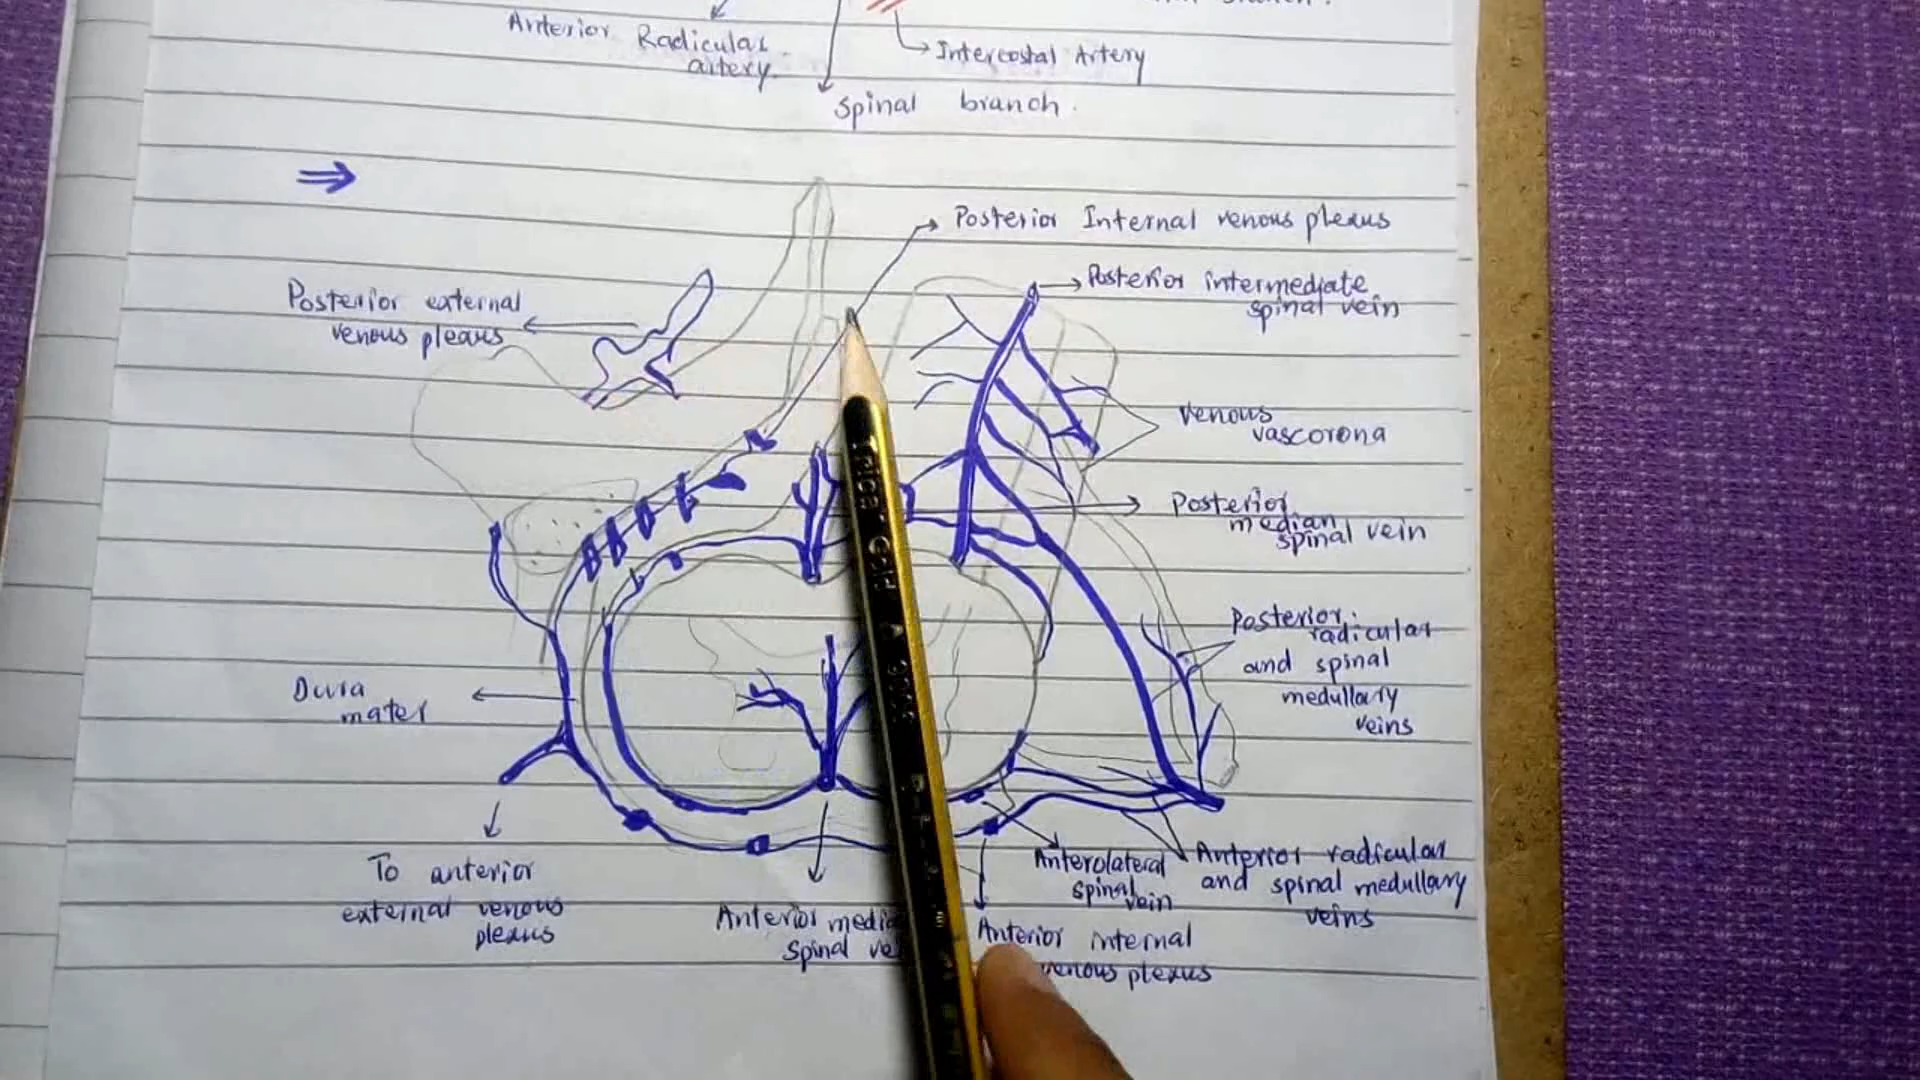 Anterior Radicular
artery.
Intercostal Artery
Spinal branch.
Posterior Internal venous plexus
Posterior intermediate
spinal vein
Posterior external
venous plexus
venous
vascorona
Posterior
median
spinal vein
Posterior
radicular
and spinal
medullary
veins
Dura
mater
To anterior
external venous
plexus
Anterior
Spinal
Anterolateral
spinal
vein
Anterior radicular
and spinal medullary
veins
Anterior internal
venous plexus